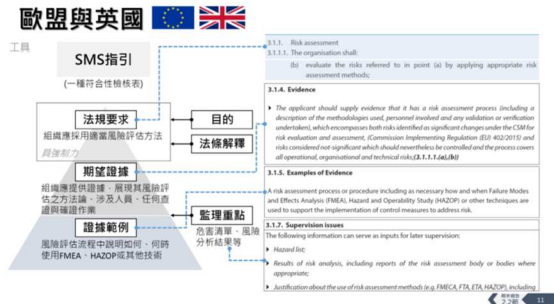 歐盟與英國
工具
SMS指引
(一種符合性檢核表)
法規要求
組織應採用適當風險評估方法
具強制力
目的
法條解釋
期望證據
組織應提供證據,展現其風險評
估之方法論、涉及人員、任何查
證與確證作業
證據範例
風險評估流程中說明如何、何時
使用FMEA、HAZOP或其他技術
監理重點
危害清單、風險
分析結果等
3.1.1. Risk assessment
3.1.1.1. The organisation shall:
(b) evaluate the risks referred to in point (a) by applying appropriate risk
assessment methods;
3.1.4. Evidence
The applicant should supply evidence that it has a risk assessment process (including a
description of the methodologies used, personnel involved and any validation or verification
undertaken), which encompasses both risks identified as significant changes under the CSM for
risk evaluation and assessment, (Commission Implementing Regulation (EU) 402/2015) and
risks considered not-significant which should nevertheless be controlled and the process covers
all operational, organisational and technical risks;(3.1.1.1.(a),(b))
3.1.5. Examples of Evidence
A risk assessment process or procedure including as necessary how and when Failure Modes
and Effects Analysis (FMEA), Hazard and Operability Study (HAZOP) or other techniques are
used to support the implementation of control measures to address risk.
3.1.7. Supervision issues
The following information can serve as inputs for later supervision:
Hazard list;
Results of risk analysis, including reports of the risk assessment body or bodies where
appropriate;
Justification about the use of risk assessment methods (e.g. FMECA, FTA, ETA, HAZOP), including
2.2節
11